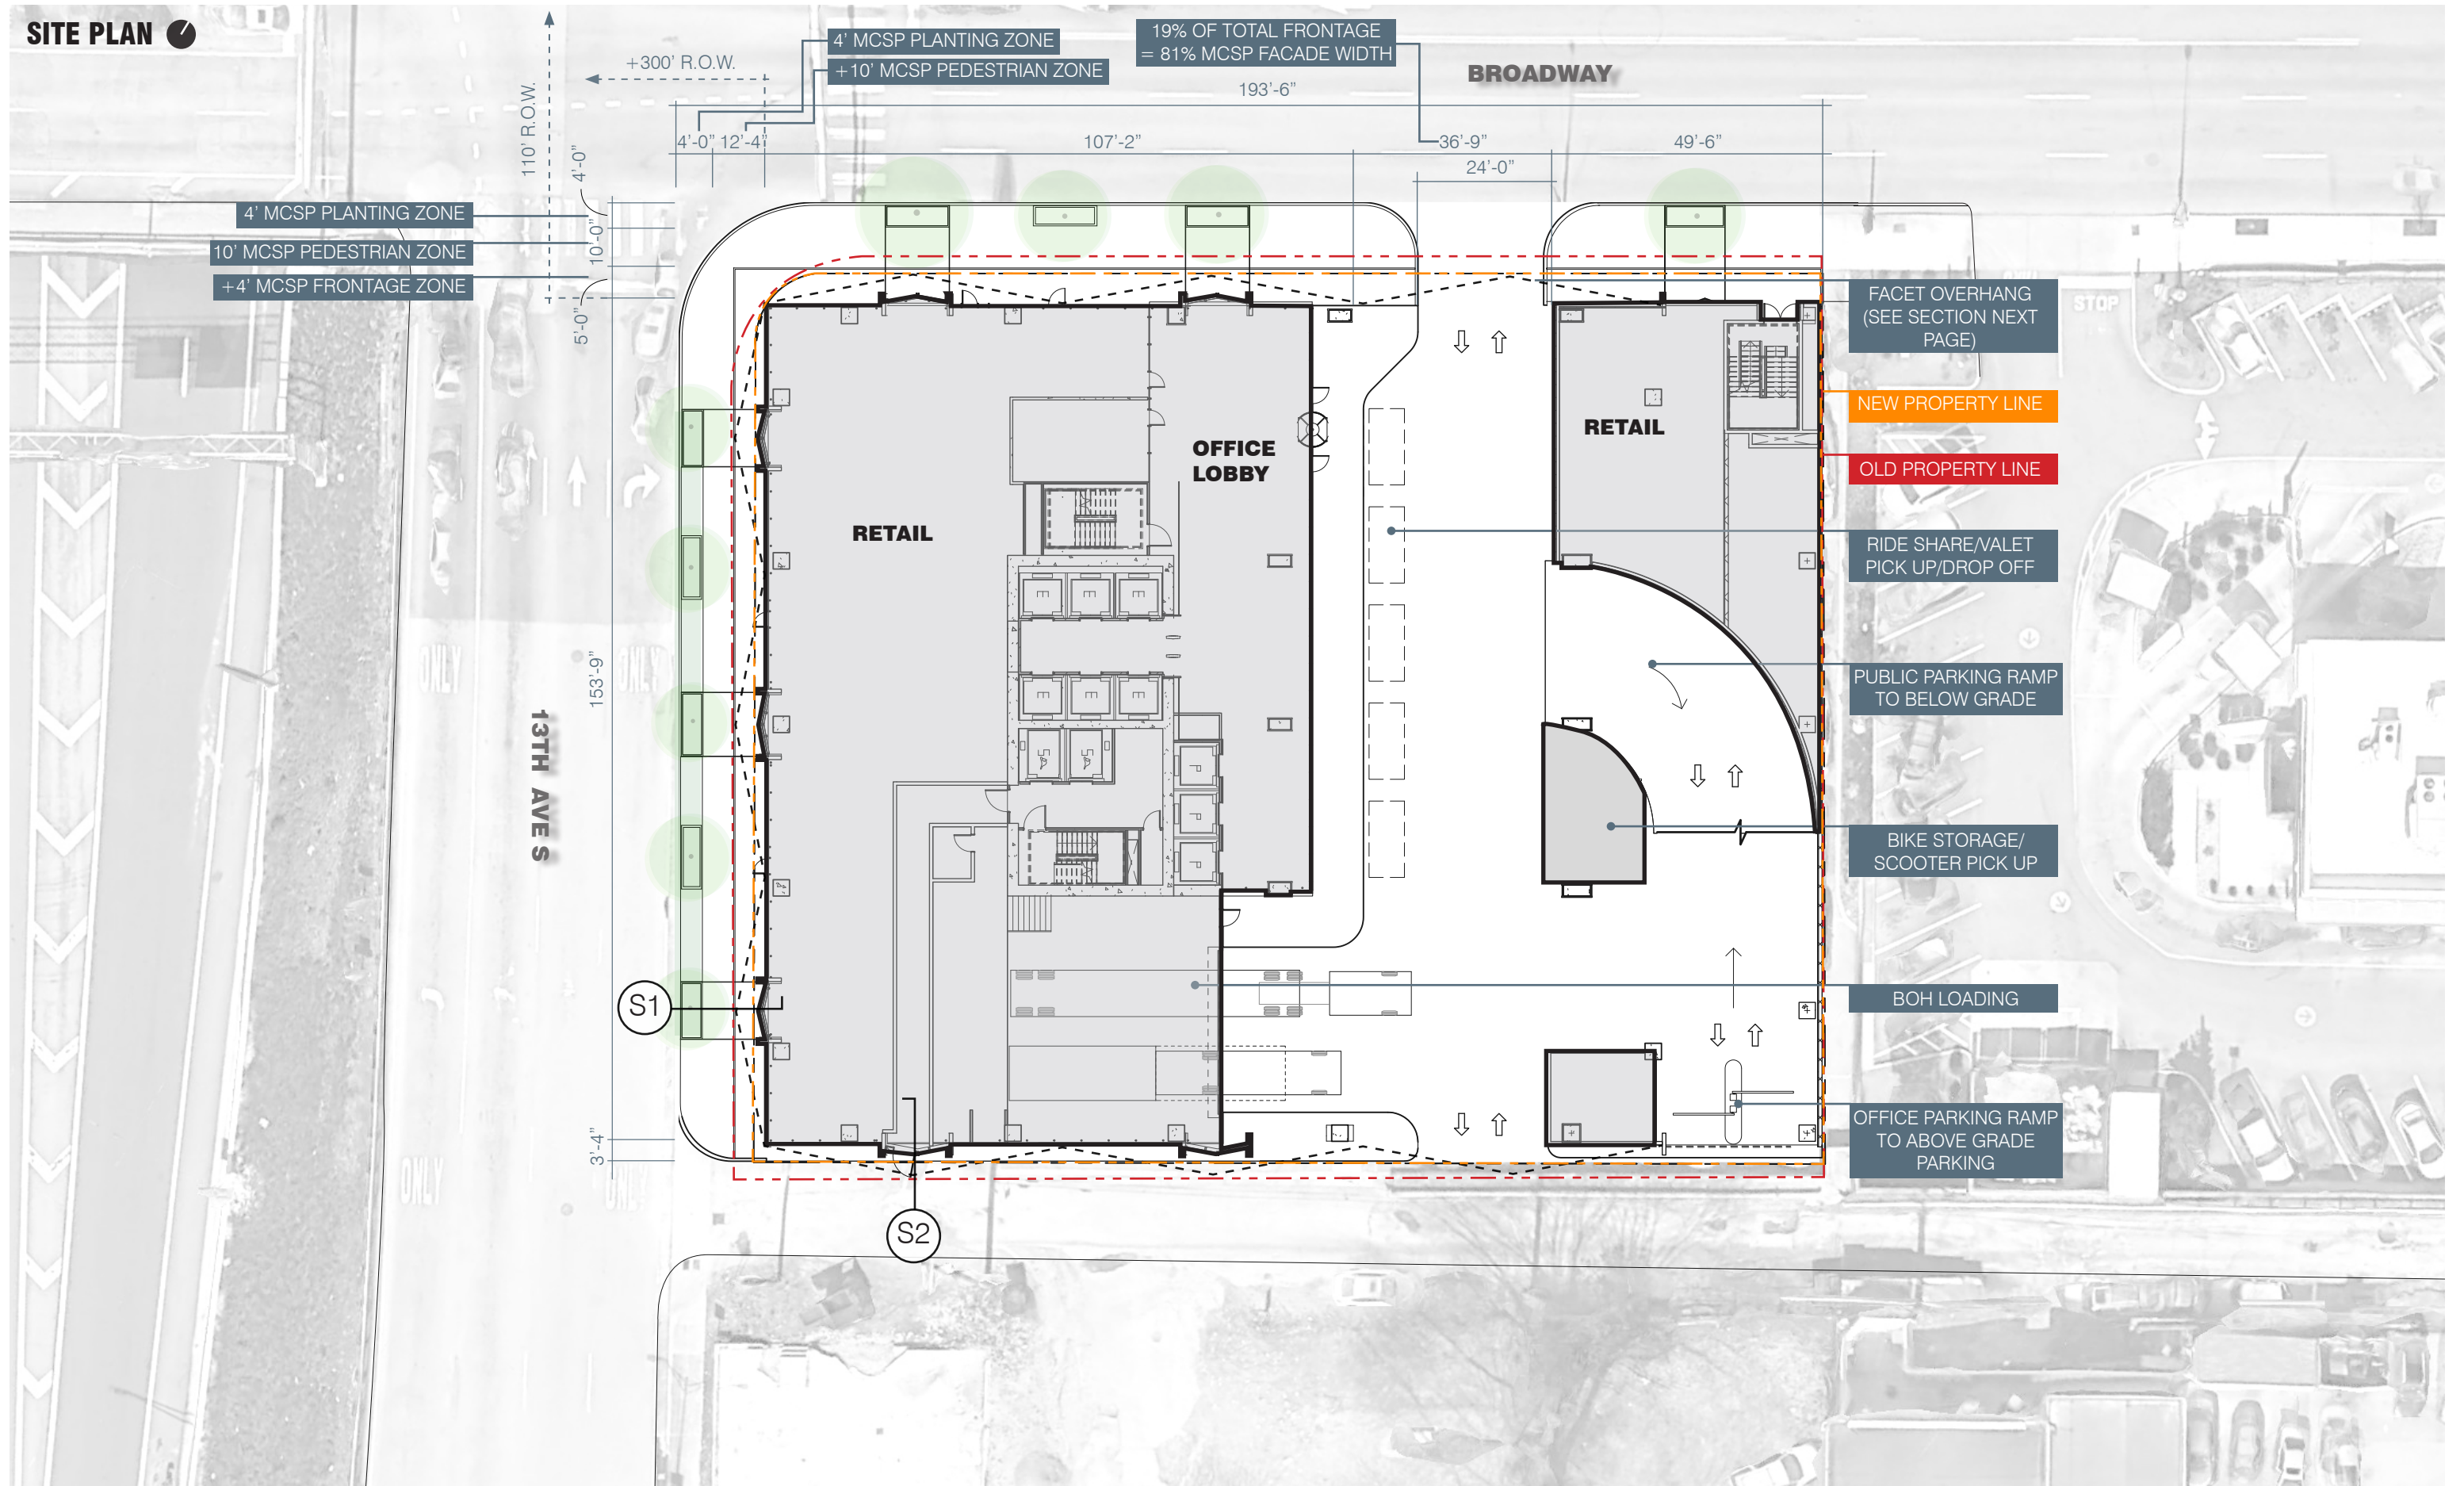 SITE PLAN
+300' R.O.W.
110' R.O.W.
4' MCSP PLANTING ZONE
+10' MCSP PEDESTRIAN ZONE
19% OF TOTAL FRONTAGE
= 81% MCSP FACADE WIDTH
BROADWAY
193'-6"
4'-0" 12'-4" 107'-2" 36'-9" 49'-6"
24'-0"
4'-0"
10'-0"
5'-0"
4' MCSP PLANTING ZONE
10' MCSP PEDESTRIAN ZONE
+4' MCSP FRONTAGE ZONE
STOP
FACET OVERHANG
(SEE SECTION NEXT
PAGE)
NEW PROPERTY LINE
OLD PROPERTY LINE
RETAIL
OFFICE
LOBBY
RETAIL
RIDE SHARE/VALET
PICK UP/DROP OFF
E E E
E E E
PUBLIC PARKING RAMP
TO BELOW GRADE
ONLY
ONLY
153'-9"
13TH AVE S
P
P
P
BIKE STORAGE/
SCOOTER PICK UP
BOH LOADING
S1
OFFICE PARKING RAMP
TO ABOVE GRADE
PARKING
3'-4"
ONLY
ONLY
S2